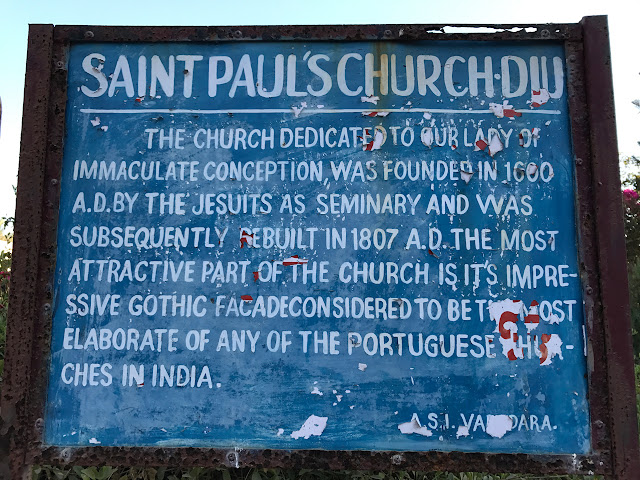 SAINT PAUL'S CHURCH·DIU
THE CHURCH DEDICATED TO OUR LADY OF
IMMACULATE CONCEPTION, WAS FOUNDED IN 1600
A.D. BY THE JESUITS AS SEMINARY AND WAS
SUBSEQUENTLY REBUILT IN 1807 A.D. THE MOST
ATTRACTIVE PART OF THE CHURCH IS IT'S IMPRE-
SSIVE GOTHIC FACADECONSIDERED TO BE THE MOST
ELABORATE OF ANY OF THE PORTUGUESE CHUR-
CHES IN INDIA.
A.S.I. VADODARA.